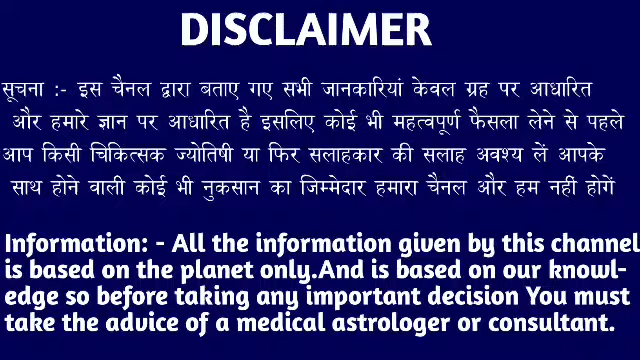 DISCLAIMER
सूचना :- इस चैनल द्वारा बताए गए सभी जानकारियां केवल ग्रह पर आधारित
और हमारे ज्ञान पर आधारित है इसलिए कोई भी महत्वपूर्ण फैसला लेने से पहले
आप किसी चिकित्सक ज्योतिषी या फिर सलाहकार की सलाह अवश्य लें आपके
साथ होने वाली कोई भी नुकसान का जिम्मेदार हमारा चैनल और हम नहीं होगें
Information: - All the information given by this channel
is based on the planet only.And is based on our knowl-
edge so before taking any important decision You must
take the advice of a medical astrologer or consultant.